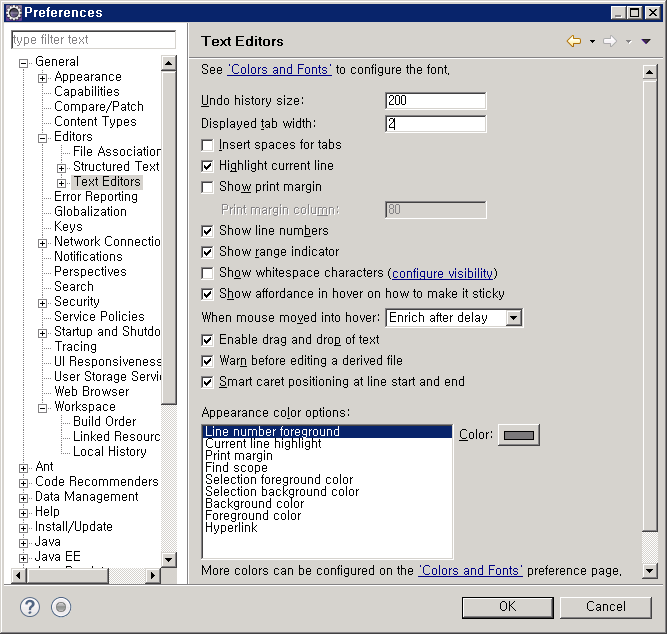 Preferences
type filter text
General
Appearance
Capabilities
Compare/Patch
Content Types
Editors
File Association
Structured Text
Text Editors
Error Reporting
Globalization
Keys
Network Connectio
Notifications
Perspectives
Search
Security
Service Policies
Startup and Shutdo
Tracing
UI Responsiveness
User Storage Servi
Web Browser
Workspace
Build Order
Linked Resourc
Local History
Ant
Code Recommenders
Data Management
Help
Install/Update
Java
Java EE
Text Editors
See 'Colors and Fonts' to configure the font.
Undo history size: 200
Displayed tab width: 2
Insert spaces for tabs
Highlight current line
Show print margin
Print margin column: 80
Show line numbers
Show range indicator
Show whitespace characters (configure visibility)
Show affordance in hover on how to make it sticky
When mouse moved into hover: Enrich after delay
Enable drag and drop of text
Warn before editing a derived file
Smart caret positioning at line start and end
Appearance color options:
Line number foreground
Current line highlight
Print margin
Find scope
Selection foreground color
Selection background color
Background color
Foreground color
Hyperlink
Color:
More colors can be configured on the 'Colors and Fonts' preference page.
?
OK
Cancel